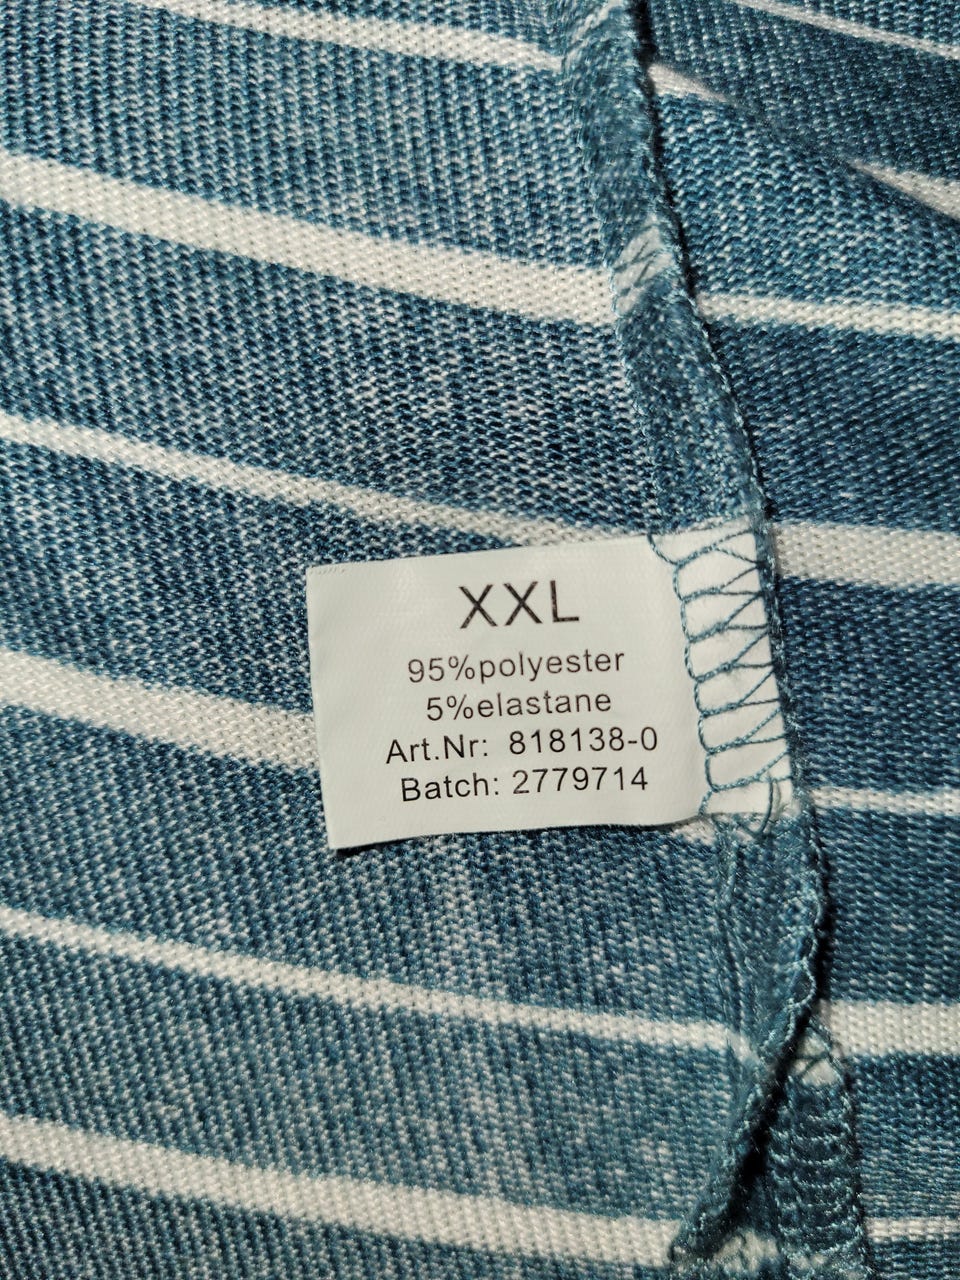 XXL
95%polyester
5%elastane
Art.Nr: 818138-0
Batch: 2779714